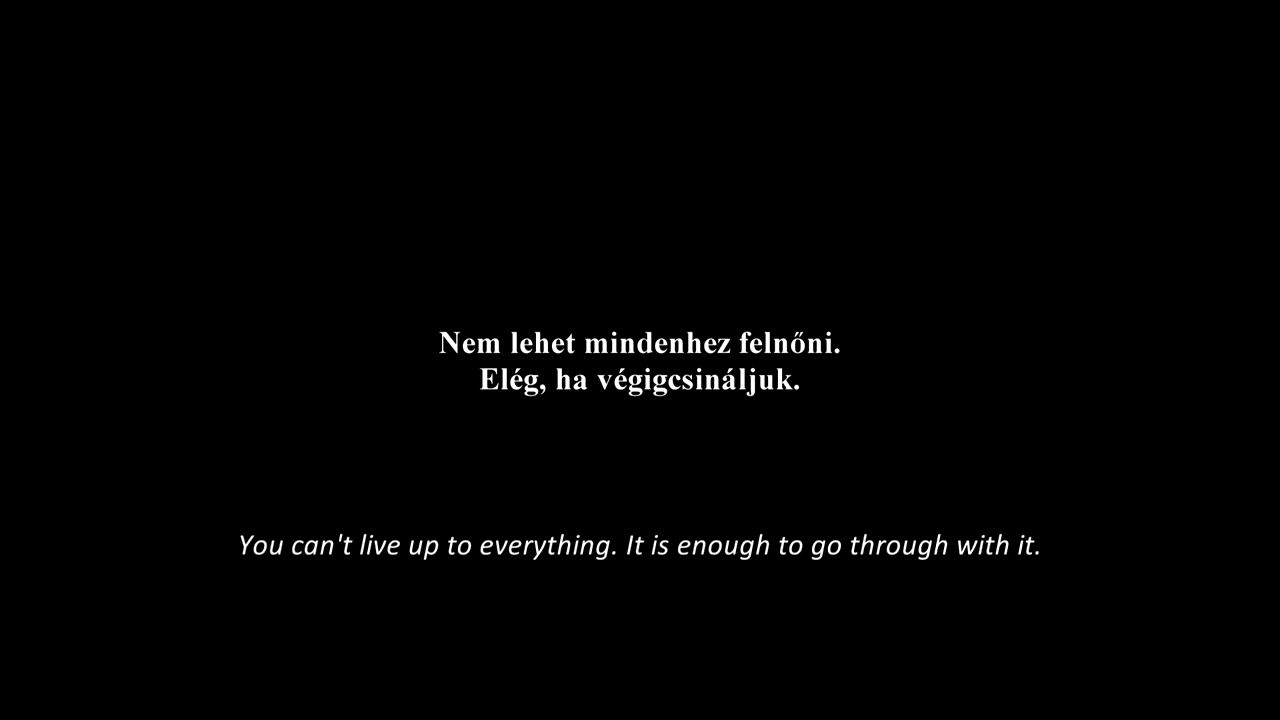 Nem lehet mindenhez felnőni.
Elég, ha végigcsináljuk.
You can't live up to everything. It is enough to go through with it.